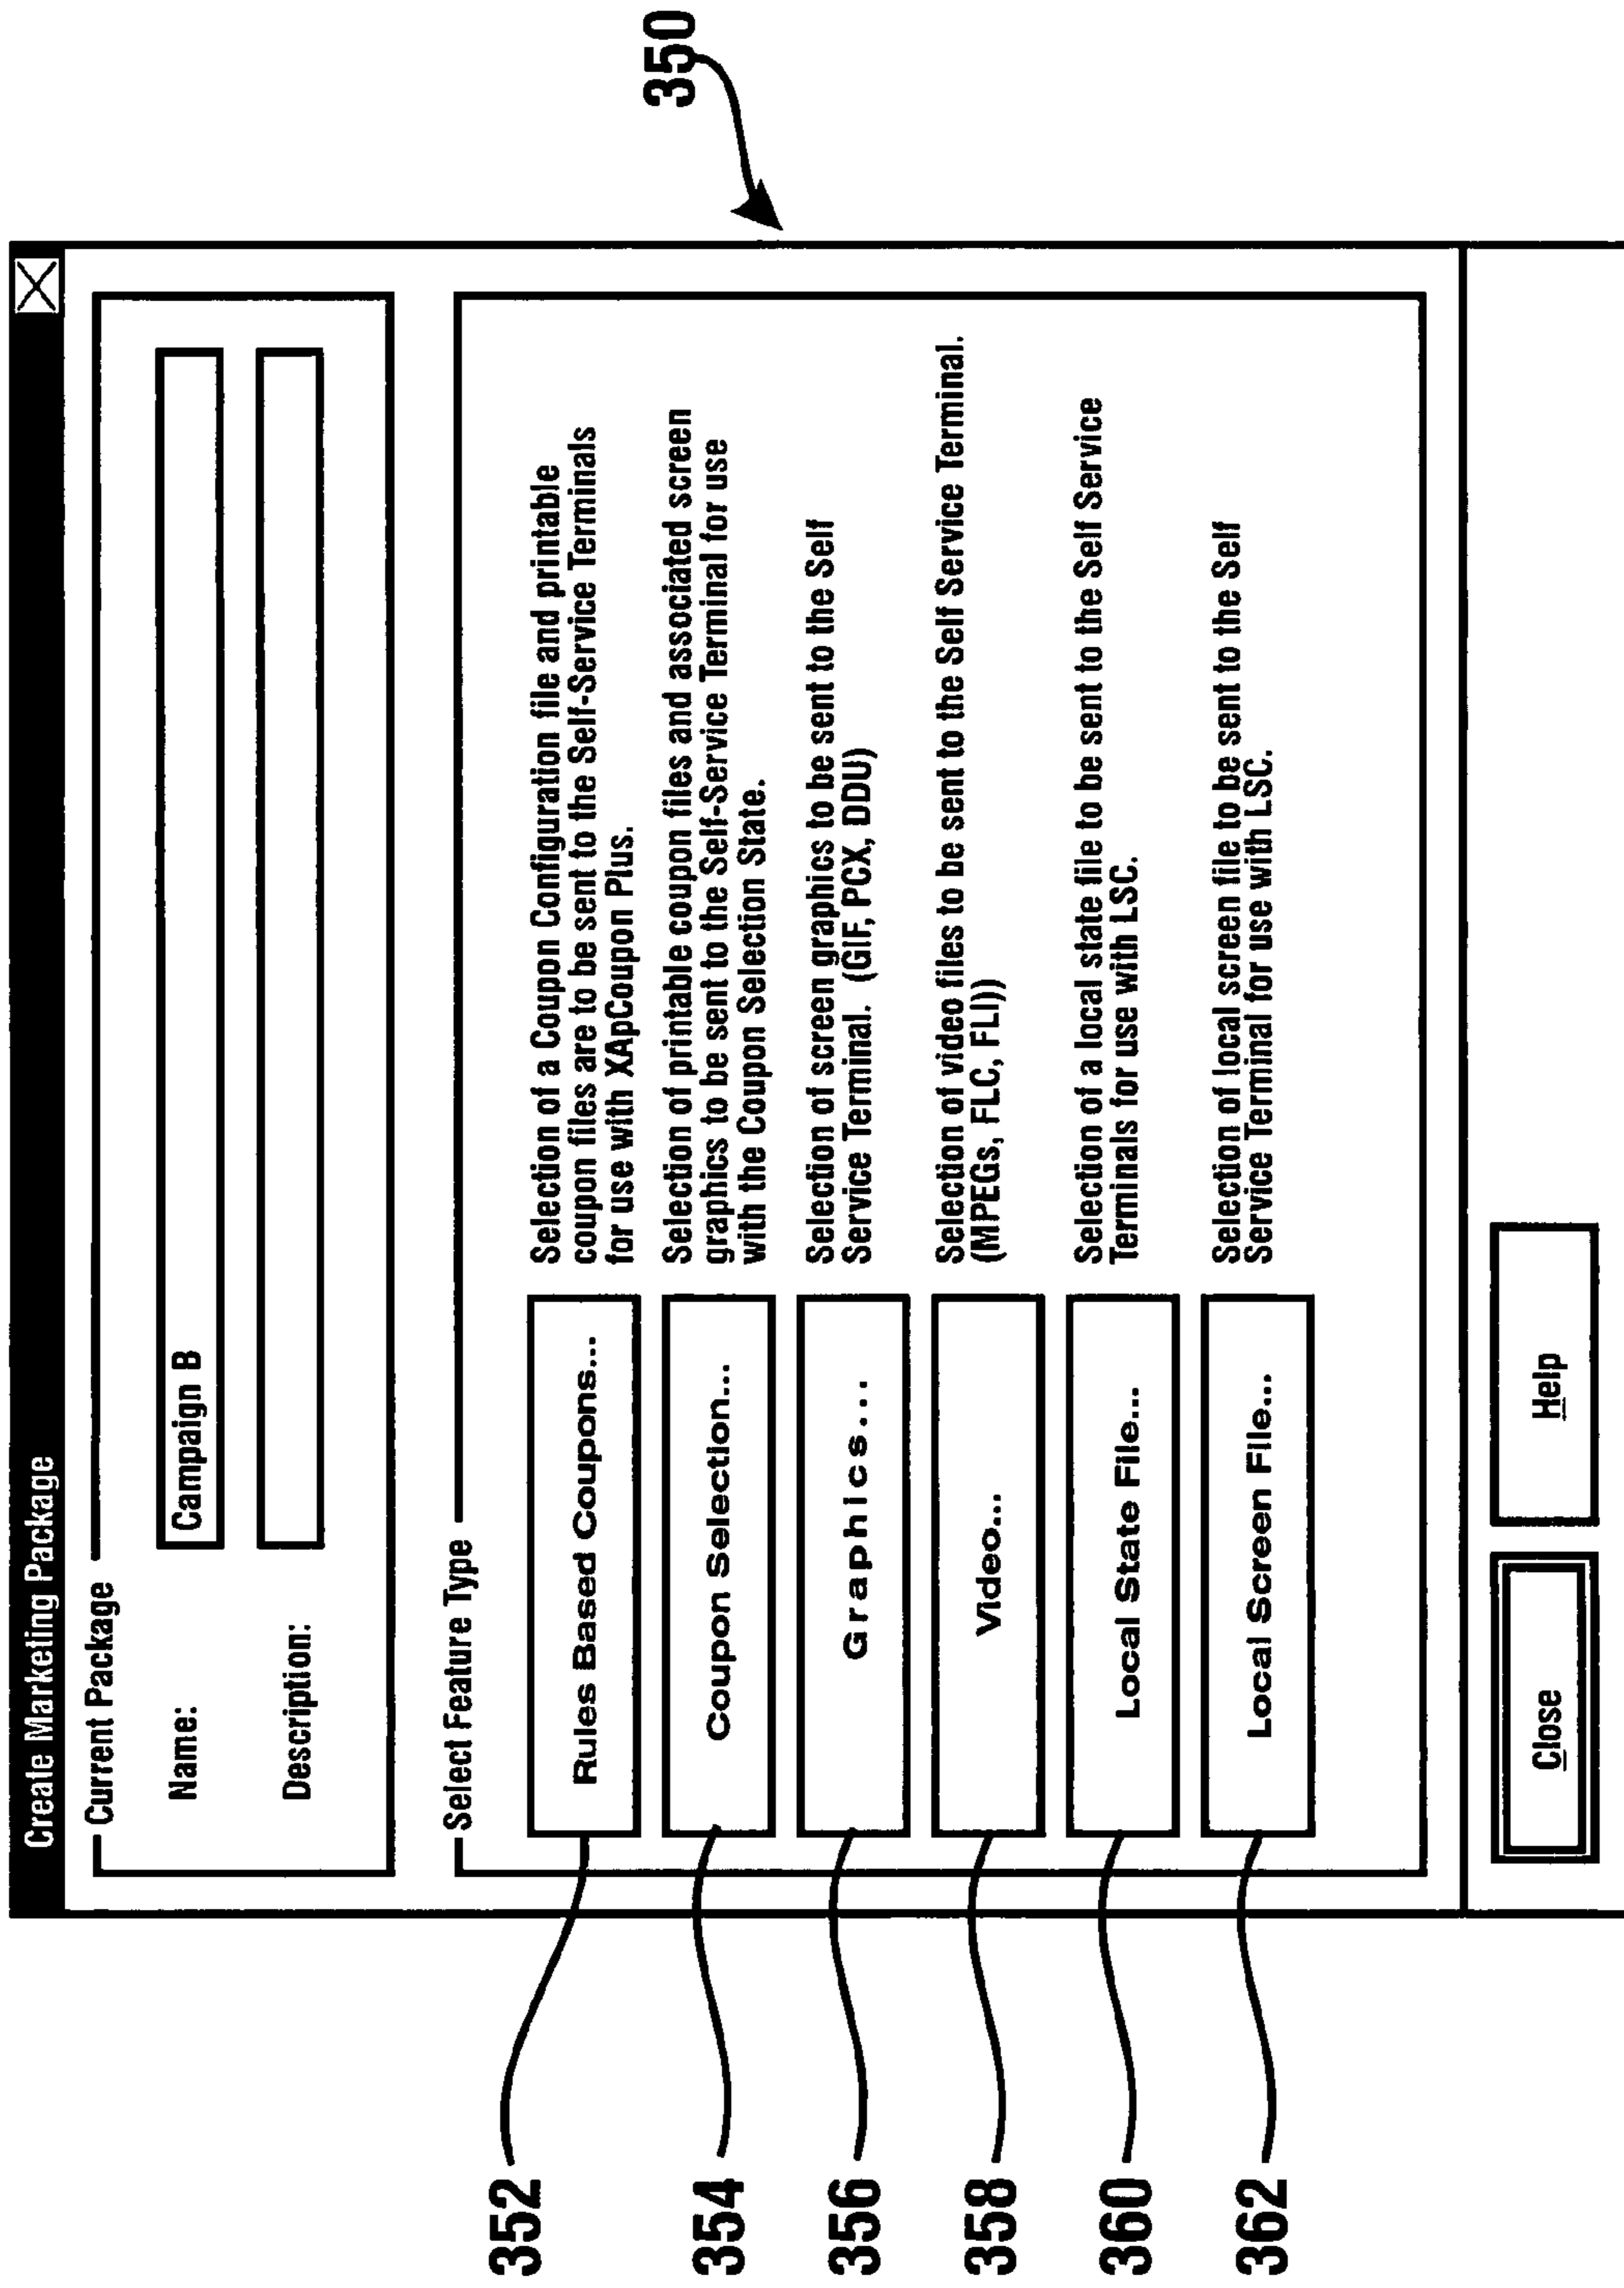 Create Marketing Package
Current Package
Name:
Campaign B
Description:
Select Feature Type
352
Rules Based Coupons...
Selection of a Coupon Configuration file and printable
coupon files are to be sent to the Self-Service Terminals
for use with XApCoupon Plus.
354
Coupon Selection...
Selection of printable coupon files and associated screen
graphics to be sent to the Self-Service Terminal for use
with the Coupon Selection State.
356
Graphics...
Selection of screen graphics to be sent to the Self
Service Terminal. (GIF, PCX, DDU)
358
Video...
Selection of video files to be sent to the Self Service Terminal.
(MPEGs, FLC, FLI))
360
Local State File...
Selection of a local state file to be sent to the Self Service
Terminals for use with LSC.
362
Local Screen File...
Selection of local screen file to be sent to the Self
Service Terminal for use with LSC.
Close
Help
350